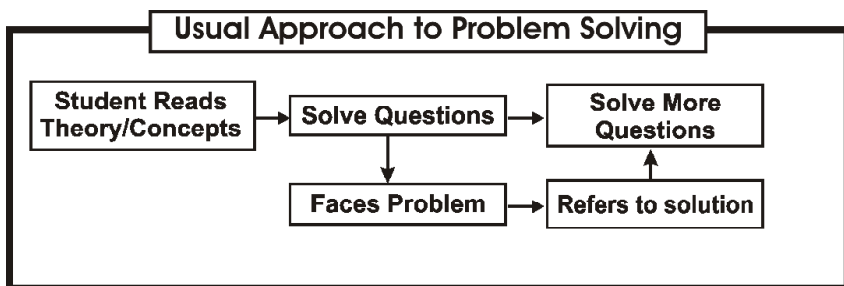 Usual Approach to Problem Solving
Student Reads
Theory/Concepts
Solve Questions
Solve More
Questions
Faces Problem
Refers to solution